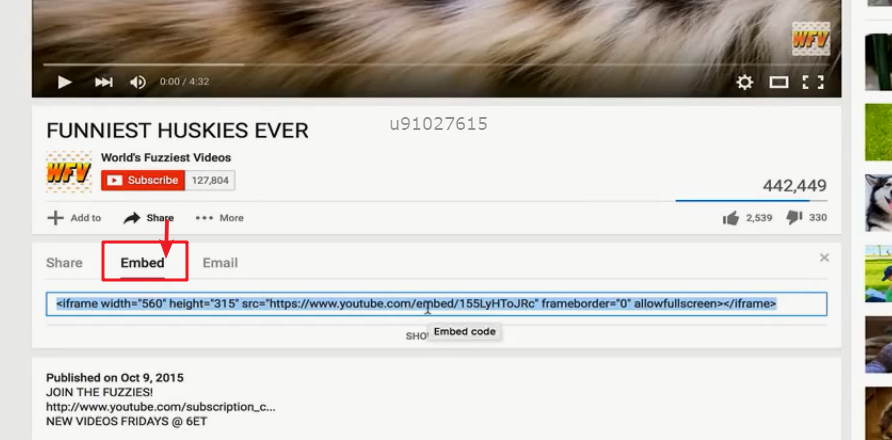 WFV
0:00 / 4:32
FUNNIEST HUSKIES EVER
u91027615
WFV
World's Fuzziest Videos
Subscribe 127,804
442,449
Add to Share More 2,539 330
Share Embed Email
<iframe width="560" height="315" src="https://www.youtube.com/embed/155LyHToJRc" frameborder="0" allowfullscreen></iframe>
Embed code
Published on Oct 9, 2015
JOIN THE FUZZIES!
http://www.youtube.com/subscription_c...
NEW VIDEOS FRIDAYS @ 6ET